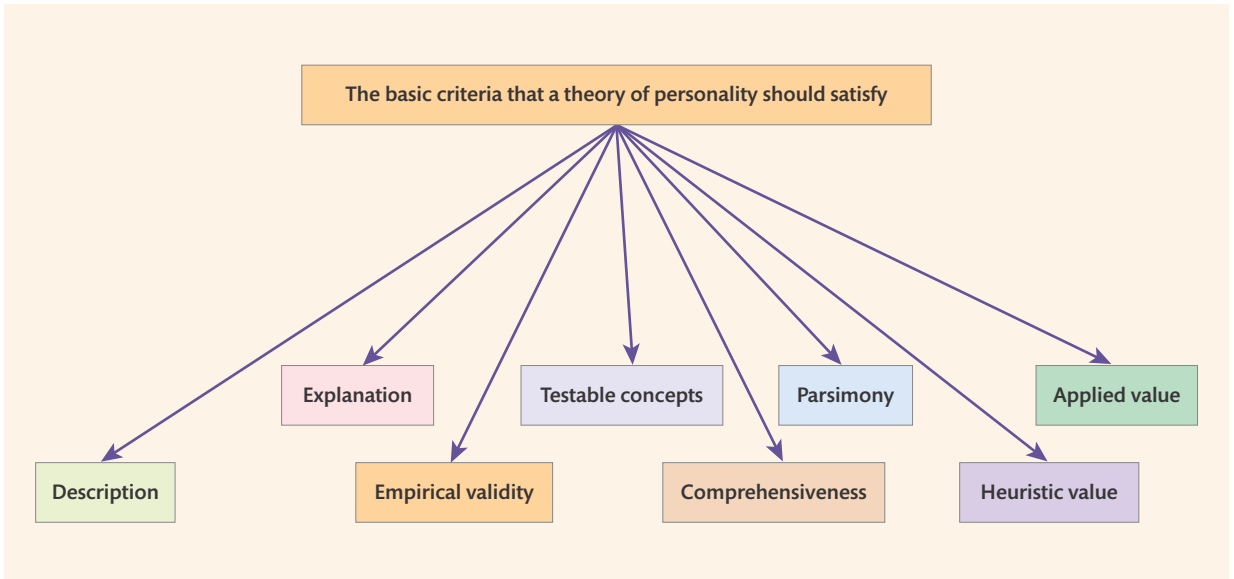 The basic criteria that a theory of personality should satisfy
Explanation
Testable concepts
Parsimony
Applied value
Description
Empirical validity
Comprehensiveness
Heuristic value